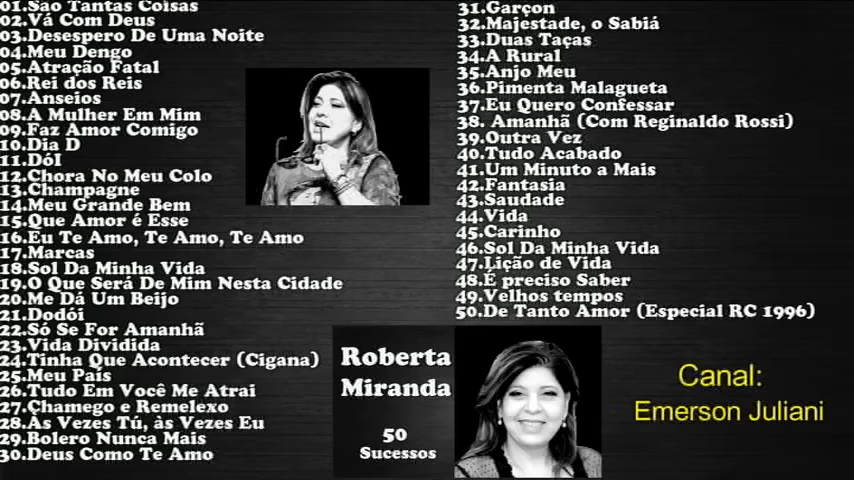 01.São Tantas Coisas
02.Vá Com Deus
03.Desespero De Uma Noite
04.Meu Dengo
05.Atração Fatal
06.Rei dos Reis
07.Anseios
08.A Mulher Em Mim
09.Faz Amor Comigo
10.Dia D
11.DóI
12.Chora No Meu Colo
13.Champagne
14.Meu Grande Bem
15.Que Amor é Esse
16.Eu Te Amo, Te Amo, Te Amo
17.Marcas
18.Sol Da Minha Vida
19.O Que Será De Mim Nesta Cidade
20.Me Dá Um Beijo
21.Dodói
22.Só Se For Amanhã
23.Vida Dividida
24.Tinha Que Acontecer (Cigana)
25.Meu País
26.Tudo Em Você Me Atrai
27.Chamego e Remelexo
28.Às Vezes Tú, às Vezes Eu
29.Bolero Nunca Mais
30.Deus Como Te Amo
31.Garçon
32.Majestade, o Sabiá
33.Duas Taças
34.A Rural
35.Anjo Meu
36.Pimenta Malagueta
37.Eu Quero Confessar
38. Amanhã (Com Reginaldo Rossi)
39.Outra Vez
40.Tudo Acabado
41.Um Minuto a Mais
42.Fantasia
43.Saudade
44.Vida
45.Carinho
46.Sol Da Minha Vida
47.Lição de Vida
48.É preciso Saber
49.Velhos tempos
50.De Tanto Amor (Especial RC 1996)
Roberta
Miranda
50
Sucessos
Canal:
Emerson Juliani